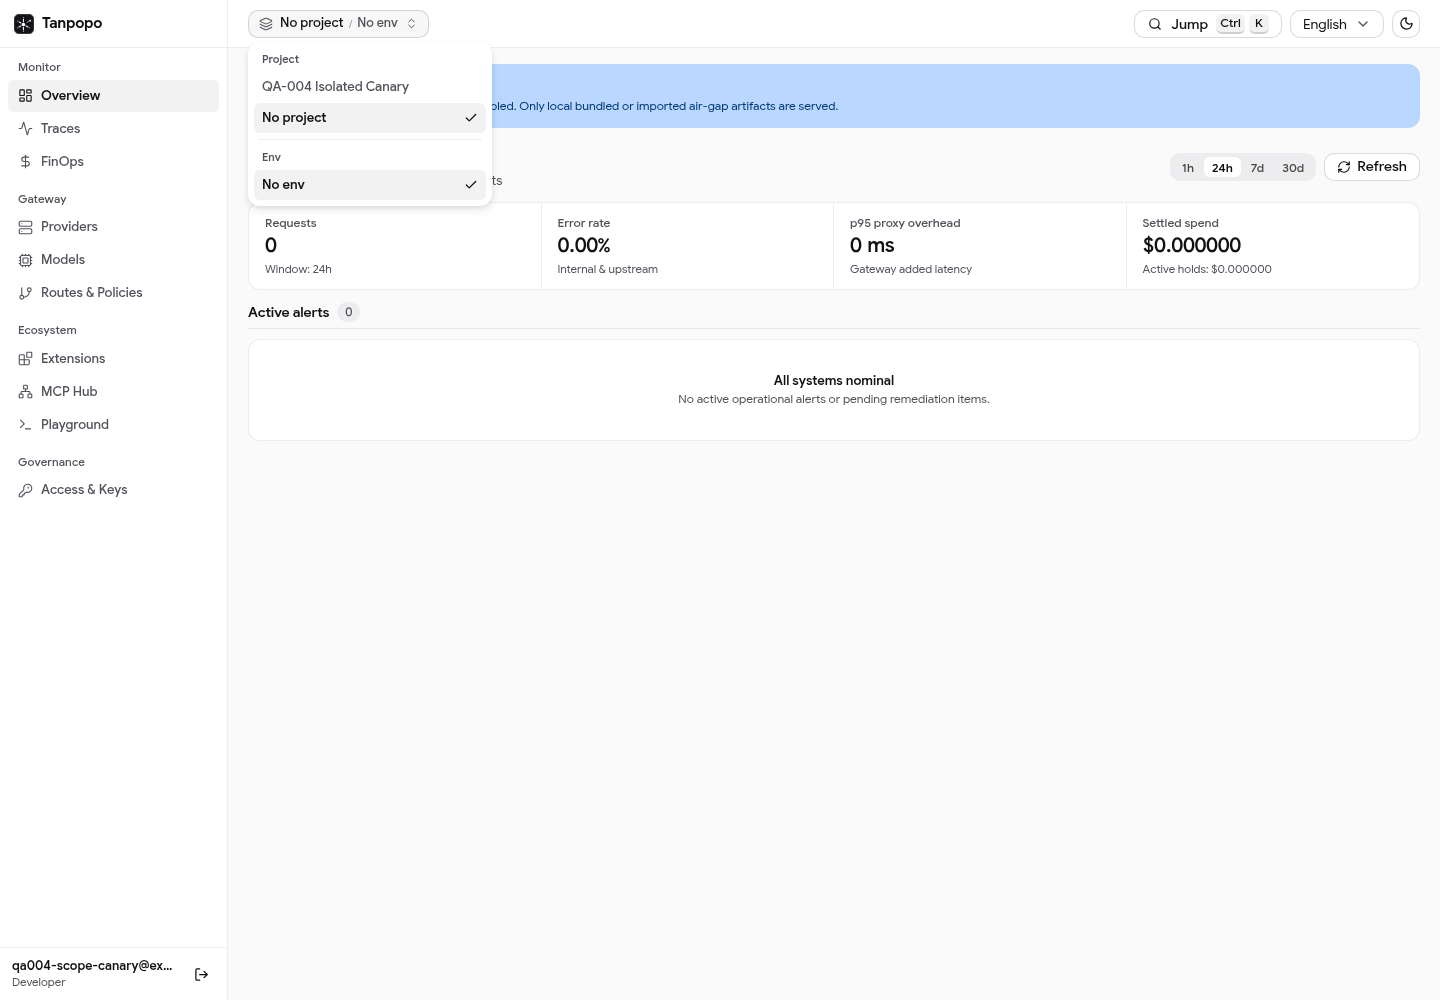 Tanpopo
No project / No env
Jump Ctrl K
English
Monitor
Overview
Traces
FinOps
Gateway
Providers
Models
Routes & Policies
Ecosystem
Extensions
MCP Hub
Playground
Governance
Access & Keys
qa004-scope-canary@ex...
Developer
Project
QA-004 Isolated Canary
No project
Env
No env
Only local bundled or imported air-gap artifacts are served.
1h 24h 7d 30d
Refresh
Requests
0
Window: 24h
Error rate
0.00%
Internal & upstream
p95 proxy overhead
0 ms
Gateway added latency
Settled spend
$0.000000
Active holds: $0.000000
Active alerts 0
All systems nominal
No active operational alerts or pending remediation items.